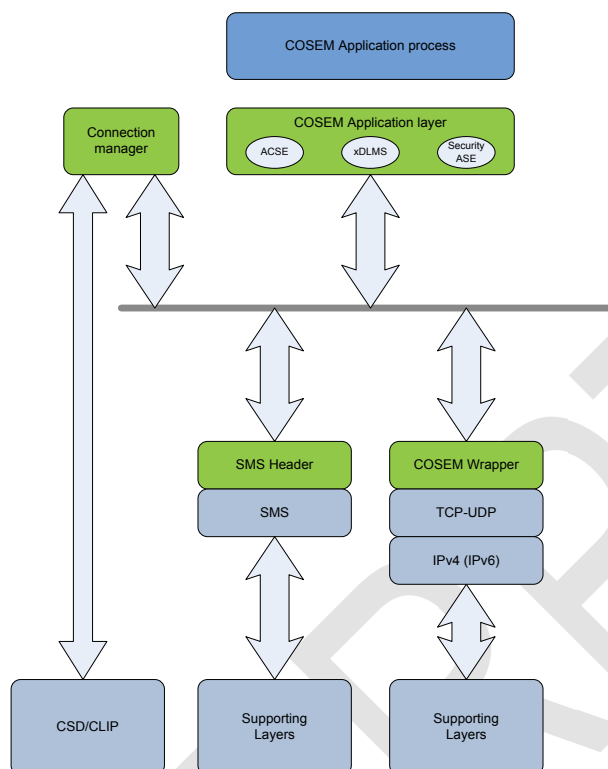 COSEM Application process
Connection
manager
COSEM Application layer
ACSE
xDLMS
Security
ASE
SMS Header
COSEM Wrapper
SMS
TCP-UDP
IPv4 (IPv6)
CSD/CLIP
Supporting
Layers
Supporting
Layers